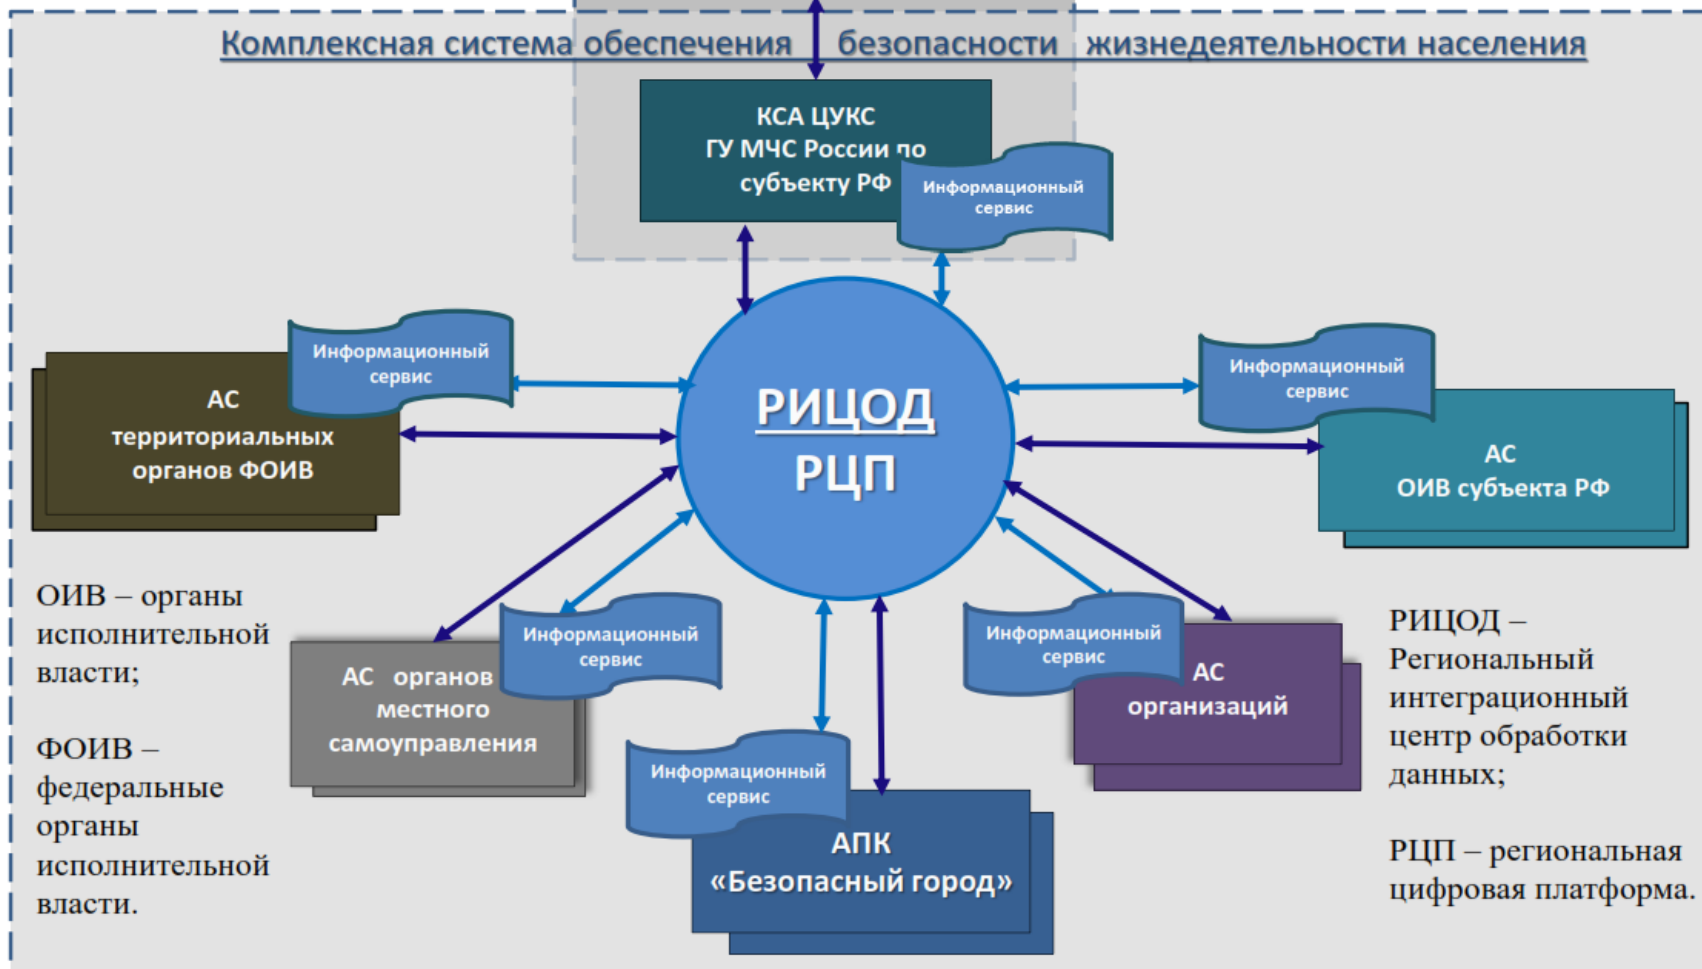 Комплексная система обеспечения безопасности жизнедеятельности населения
КСА ЦУКС
ГУ МЧС России по
субъекту РФ
Информационный
сервис
Информационный
сервис
АС
территориальных
органов ФОИВ
РИЦОД
РЦП
Информационный
сервис
АС
ОИВ субъекта РФ
ОИВ – органы
исполнительной
власти;
ФОИВ –
федеральные
органы
исполнительной
власти.
Информационный
сервис
АС органов
местного
самоуправления
Информационный
сервис
АПК
«Безопасный город»
Информационный
сервис
АС
организаций
РИЦОД –
Региональный
интеграционный
центр обработки
данных;
РЦП – региональная
цифровая платформа.